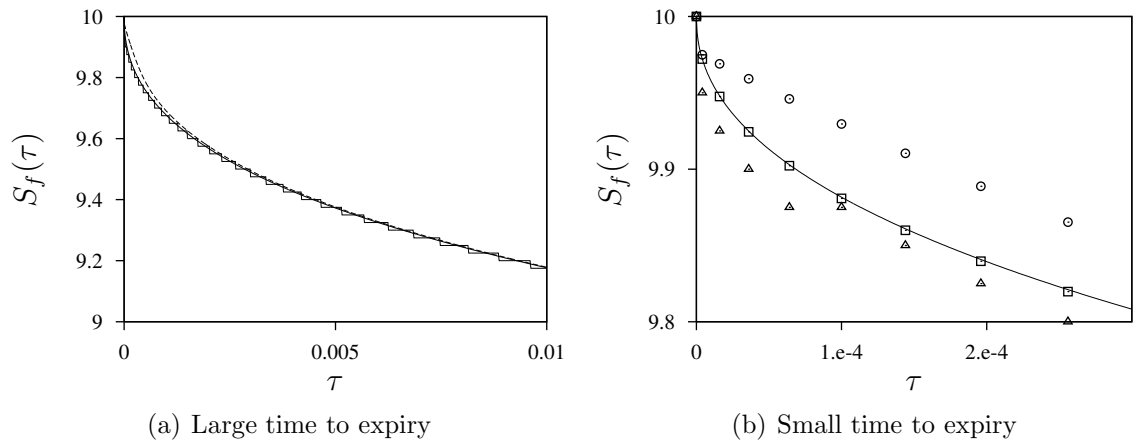 10
9.8
9.6
9.4
9.2
9
S_f(τ)
0
0.005
0.01
τ
(a) Large time to expiry
10
9.9
9.8
S_f(τ)
0
1.e-4
2.e-4
τ
(b) Small time to expiry